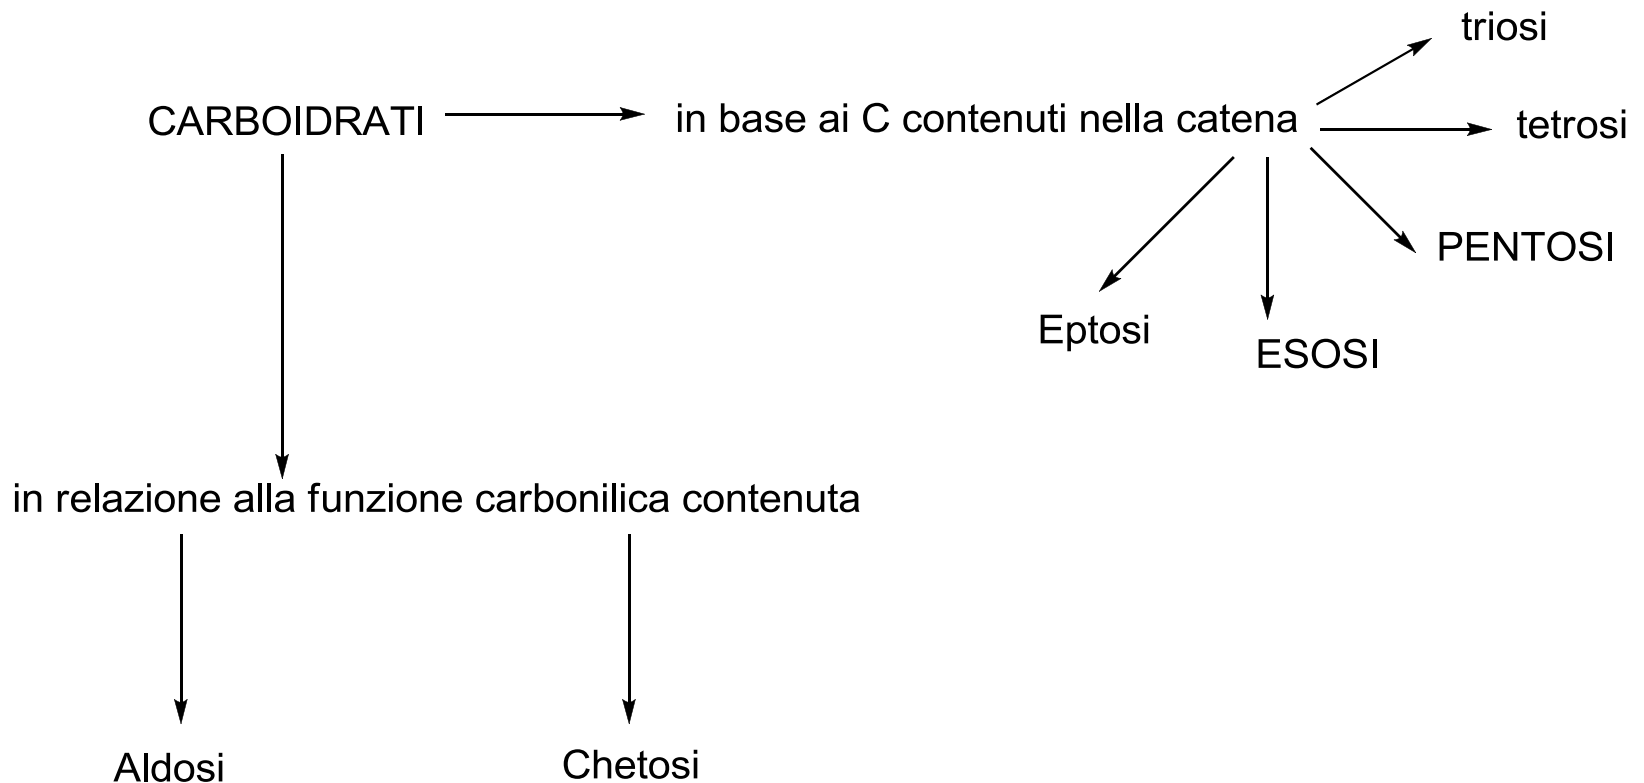 triosi
CARBOIDRATI
in base ai C contenuti nella catena
tetrosi
PENTOSI
Eptosi
ESOSI
in relazione alla funzione carbonilica contenuta
Aldosi
Chetosi